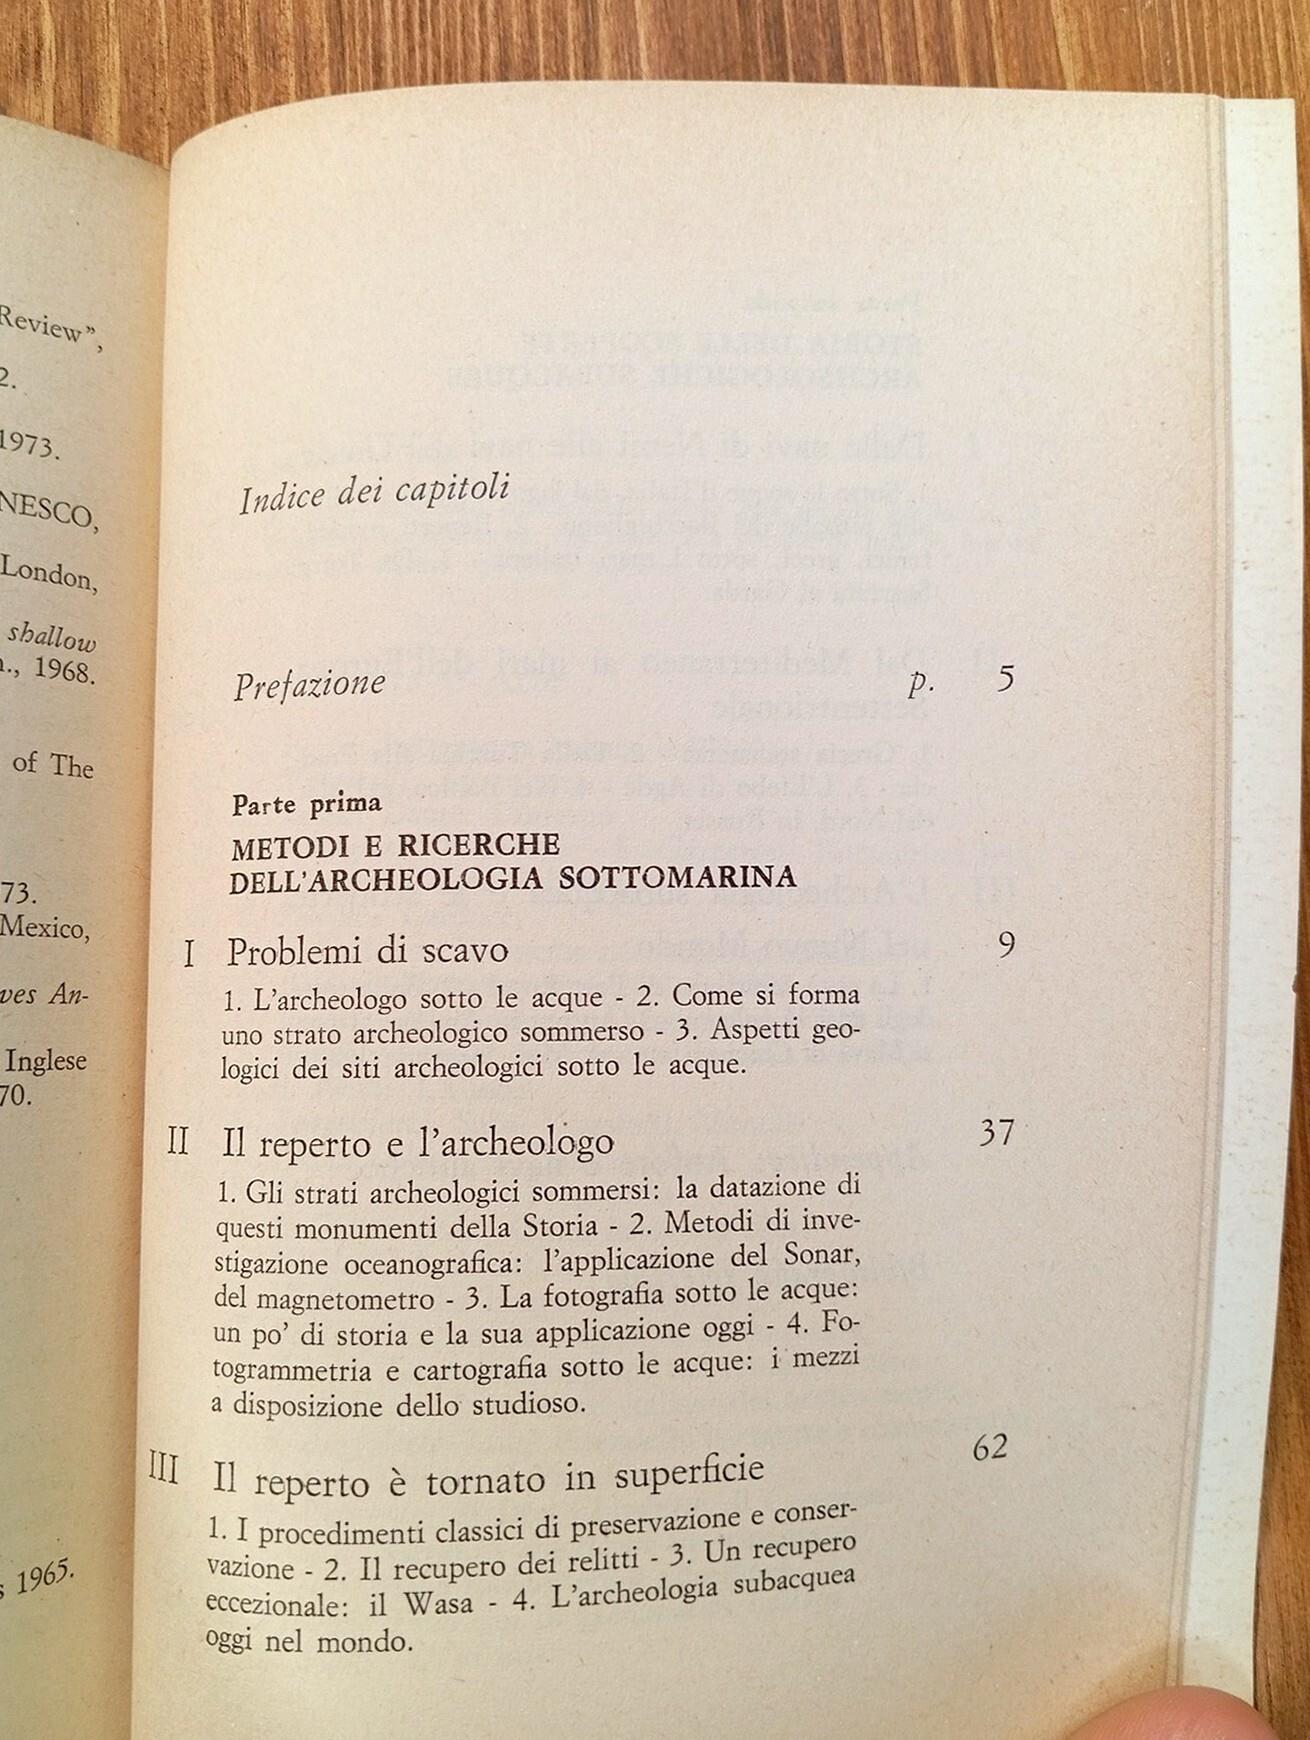 Review",
2.
1973.
NESCO,
London,
shallow
1968.
of The
73.
Mexico,
ves An-
Inglese
70.
1965.
Indice dei capitoli
Prefazione p. 5
Parte prima
METODI E RICERCHE
DELL'ARCHEOLOGIA SOTTOMARINA
I Problemi di scavo 9
1. L'archeologo sotto le acque - 2. Come si forma
uno strato archeologico sommerso - 3. Aspetti geo-
logici dei siti archeologici sotto le acque.
II Il reperto e l'archeologo 37
1. Gli strati archeologici sommersi: la datazione di
questi monumenti della Storia - 2. Metodi di inve-
stigazione oceanografica: l'applicazione del Sonar,
del magnetometro - 3. La fotografia sotto le acque:
un po' di storia e la sua applicazione oggi - 4. Fo-
togrammetria e cartografia sotto le acque: i mezzi
a disposizione dello studioso.
III Il reperto è tornato in superficie 62
1. I procedimenti classici di preservazione e conser-
vazione - 2. Il recupero dei relitti - 3. Un recupero
eccezionale: il Wasa - 4. L'archeologia subacquea
oggi nel mondo.